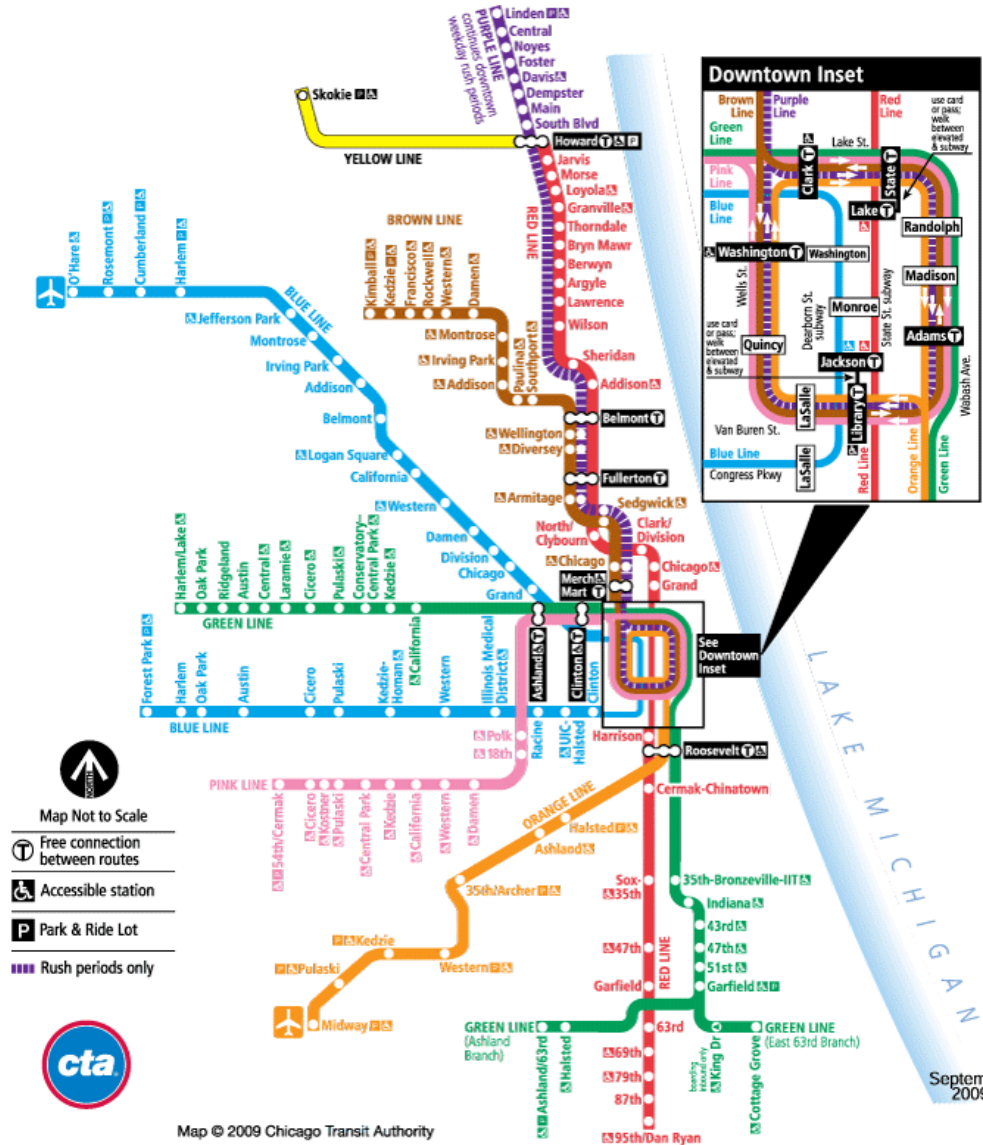 Linden P
Central
Noyes
Foster
Davis
Dempster
Main
South Blvd
PURPLE LINE
continues downtown
weekday rush periods
Skokie P
YELLOW LINE
Howard T P
Jarvis
Morse
Loyola
Granville
Thorndale
Bryn Mawr
Berwyn
Argyle
Lawrence
Wilson
Sheridan
Addison
RED LINE
BROWN LINE
Kimball P
Kedzie P
Francisco
Rockwell
Western
Damen
Montrose
Irving Park
Addison
Paulina
Southport
Belmont T
Wellington
Diversey
Fullerton T
Armitage
Sedgwick
North/
Clybourn
Clark/
Division
Chicago
Chicago
Grand
Merch
Mart T
O'Hare
Rosemont P
Cumberland P
Harlem P
BLUE LINE
Jefferson Park
Montrose
Irving Park
Addison
Belmont
Logan Square
California
Western
Damen
Division
Chicago
Grand
Harlem/Lake
Oak Park
Ridgeland
Austin
Central
Laramie
Cicero
Pulaski
Conservatory–
Central Park
Kedzie
California
GREEN LINE
Ashland T
Clinton T
See
Downtown
Inset
Forest Park P
Harlem
Oak Park
Austin
Cicero
Pulaski
Kedzie-
Homan
Western
Illinois Medical
District
Racine
UIC-
Halsted
Clinton
BLUE LINE
Polk
18th
PINK LINE
P 54th/Cermak
Cicero
Kostner
Pulaski
Central Park
Kedzie
California
Western
Damen
Harrison
Roosevelt T
Cermak-Chinatown
ORANGE LINE
Halsted P
Ashland
35th/Archer P
P Kedzie
Western P
P Pulaski
Midway P
Sox-
35th
47th
Garfield
RED LINE
63rd
69th
79th
87th
95th/Dan Ryan
35th-Bronzeville-IIT
Indiana
43rd
47th
51st
Garfield P
GREEN LINE
(Ashland
Branch)
P Ashland/63rd
Halsted
boarding
inbound only
King Dr
Cottage Grove
GREEN LINE
(East 63rd Branch)
Downtown Inset
Brown
Line
Purple
Line
Red
Line
use card
or pass;
walk
between
elevated
& subway
Green
Line
Lake St.
Pink
Line
Blue
Line
Clark T
State T
Lake T
Randolph
Washington T
Washington
Madison
Wells St.
Dearborn St.
subway
Monroe
State St. subway
Adams T
Wabash Ave.
use card
or pass;
walk
between
elevated
& subway
Quincy
Jackson T
LaSalle
Library T
Van Buren St.
Blue Line
Congress Pkwy
LaSalle
Red Line
Orange Line
Green Line
LAKE MICHIGAN
NORTH
Map Not to Scale
T Free connection
between routes
Accessible station
P Park & Ride Lot
Rush periods only
cta
Map © 2009 Chicago Transit Authority
Septem
2009